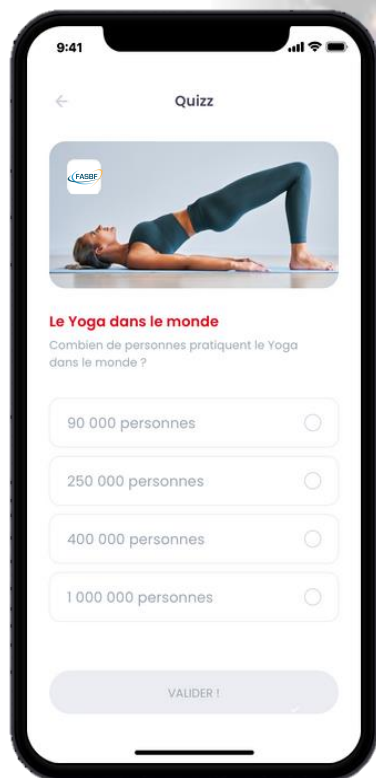 9:41
Quizz
FASBF
Le Yoga dans le monde
Combien de personnes pratiquent le Yoga
dans le monde ?
90 000 personnes
250 000 personnes
400 000 personnes
1 000 000 personnes
VALIDER !